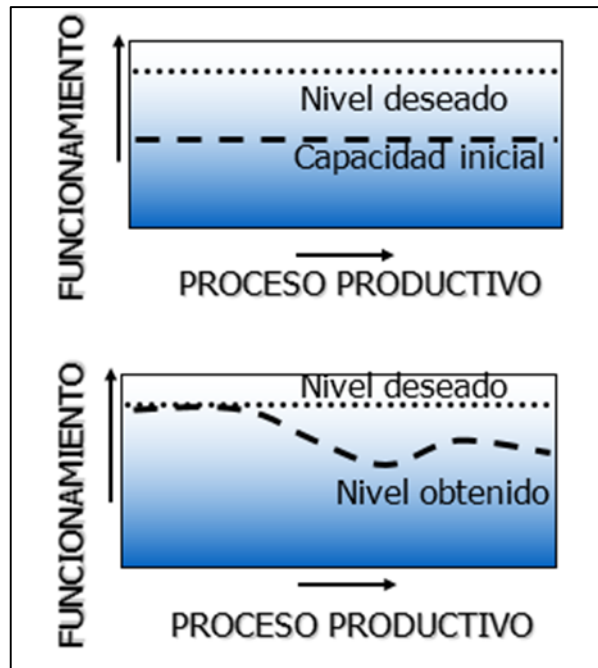 FUNCIONAMIENTO
Nivel deseado
Capacidad inicial
PROCESO PRODUCTIVO
FUNCIONAMIENTO
Nivel deseado
Nivel obtenido
PROCESO PRODUCTIVO